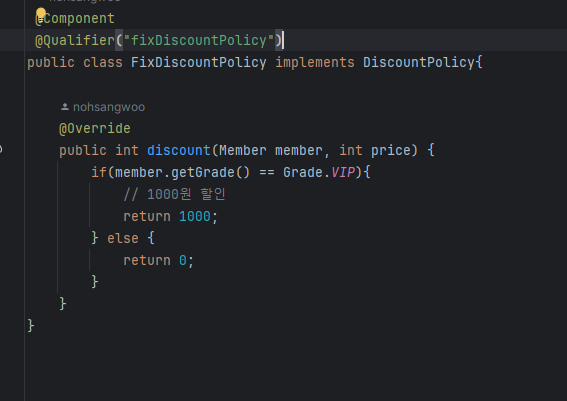 nohsangwoo
@Component
@Qualifier("fixDiscountPolicy")
public class FixDiscountPolicy implements DiscountPolicy{
nohsangwoo
@Override
public int discount(Member member, int price) {
if(member.getGrade() == Grade.VIP){
// 1000원 할인
return 1000;
} else {
return 0;
}
}
}